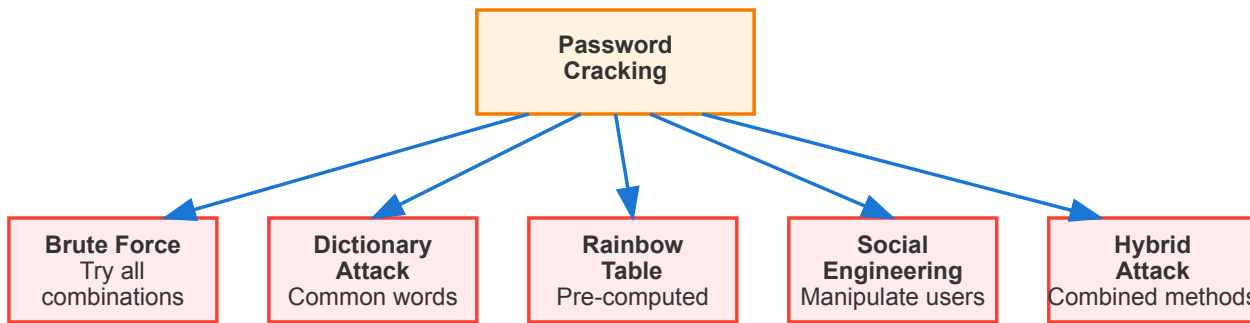 Password
Cracking
Brute Force
Try all
combinations
Dictionary
Attack
Common words
Rainbow
Table
Pre-computed
Social
Engineering
Manipulate users
Hybrid
Attack
Combined methods